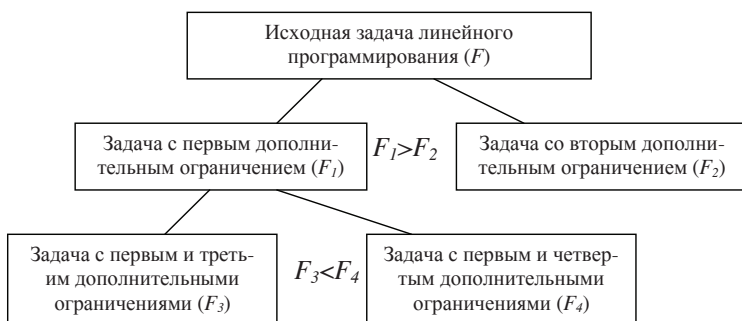 Исходная задача линейного
программирования (F)
Задача с первым дополни-
тельным ограничением (F₁)
F₁>F₂
Задача со вторым дополни-
тельным ограничением (F₂)
Задача с первым и треть-
им дополнительными
ограничениями (F₃)
F₃<F₄
Задача с первым и четвер-
тым дополнительными
ограничениями (F₄)